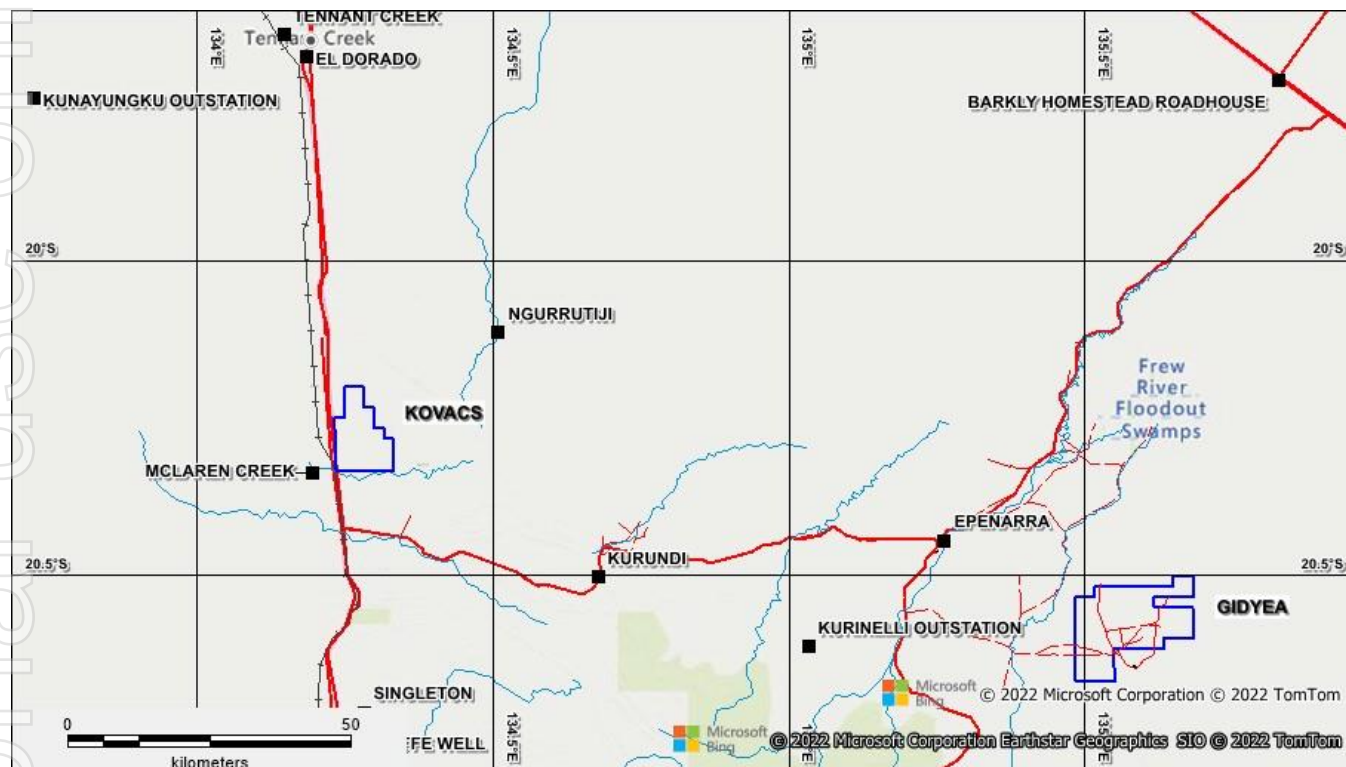 TENNANT CREEK
Tennant Creek
EL DORADO
KUNAYUNGKU OUTSTATION
134°E
134.5°E
135°E
135.5°E
BARKLY HOMESTEAD ROADHOUSE
20°S
20°S
NGURRUTIJI
KOVACS
Frew
River
Floodout
Swamps
MCLAREN CREEK
EPENARRA
KURUNDI
20.5°S
20.5°S
GIDYEA
KURINELLI OUTSTATION
SINGLETON
Microsoft
Bing
© 2022 Microsoft Corporation © 2022 TomTom
0
50
kilometers
FE WELL
134.5°E
Microsoft
Bing
© 2022 Microsoft Corporation Earthstar Geographics SIO © 2022 TomTom